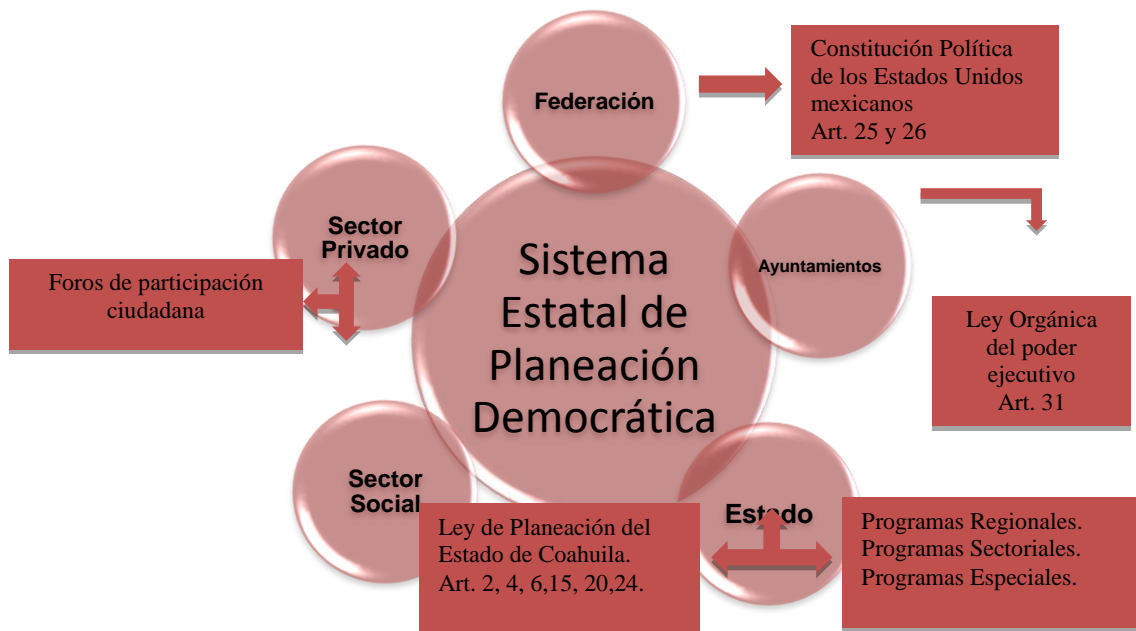 Federación
Constitución Política
de los Estados Unidos
mexicanos
Art. 25 y 26
Sector
Privado
Foros de participación
ciudadana
Sistema
Estatal de
Planeación
Democrática
Ayuntamientos
Ley Orgánica
del poder
ejecutivo
Art. 31
Sector
Social
Ley de Planeación del
Estado de Coahuila.
Art. 2, 4, 6,15, 20,24.
Estado
Programas Regionales.
Programas Sectoriales.
Programas Especiales.